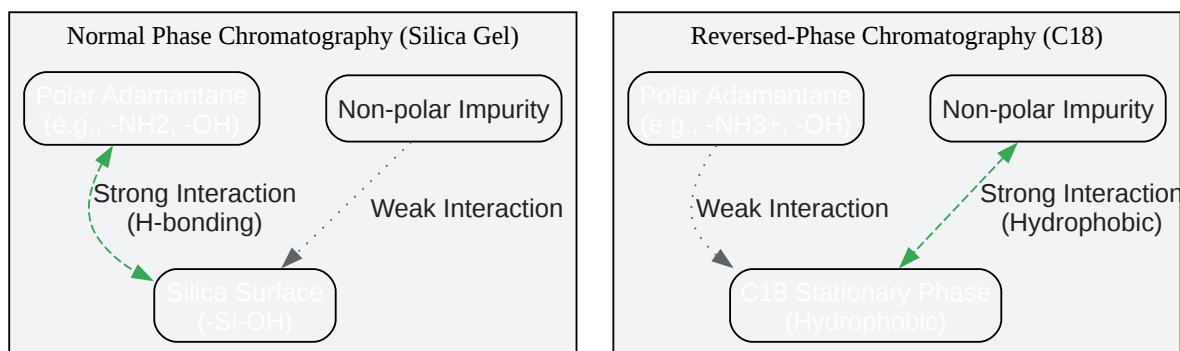 Normal Phase Chromatography (Silica Gel)
Polar Adamantane
(e.g., -NH2, -OH)
Non-polar Impurity
Strong Interaction
(H-bonding)
Weak Interaction
Silica Surface
(-Si-OH)
Reversed-Phase Chromatography (C18)
Polar Adamantane
(e.g., -NH3+, -OH)
Non-polar Impurity
Weak Interaction
Strong Interaction
(Hydrophobic)
C18 Stationary Phase
(Hydrophobic)